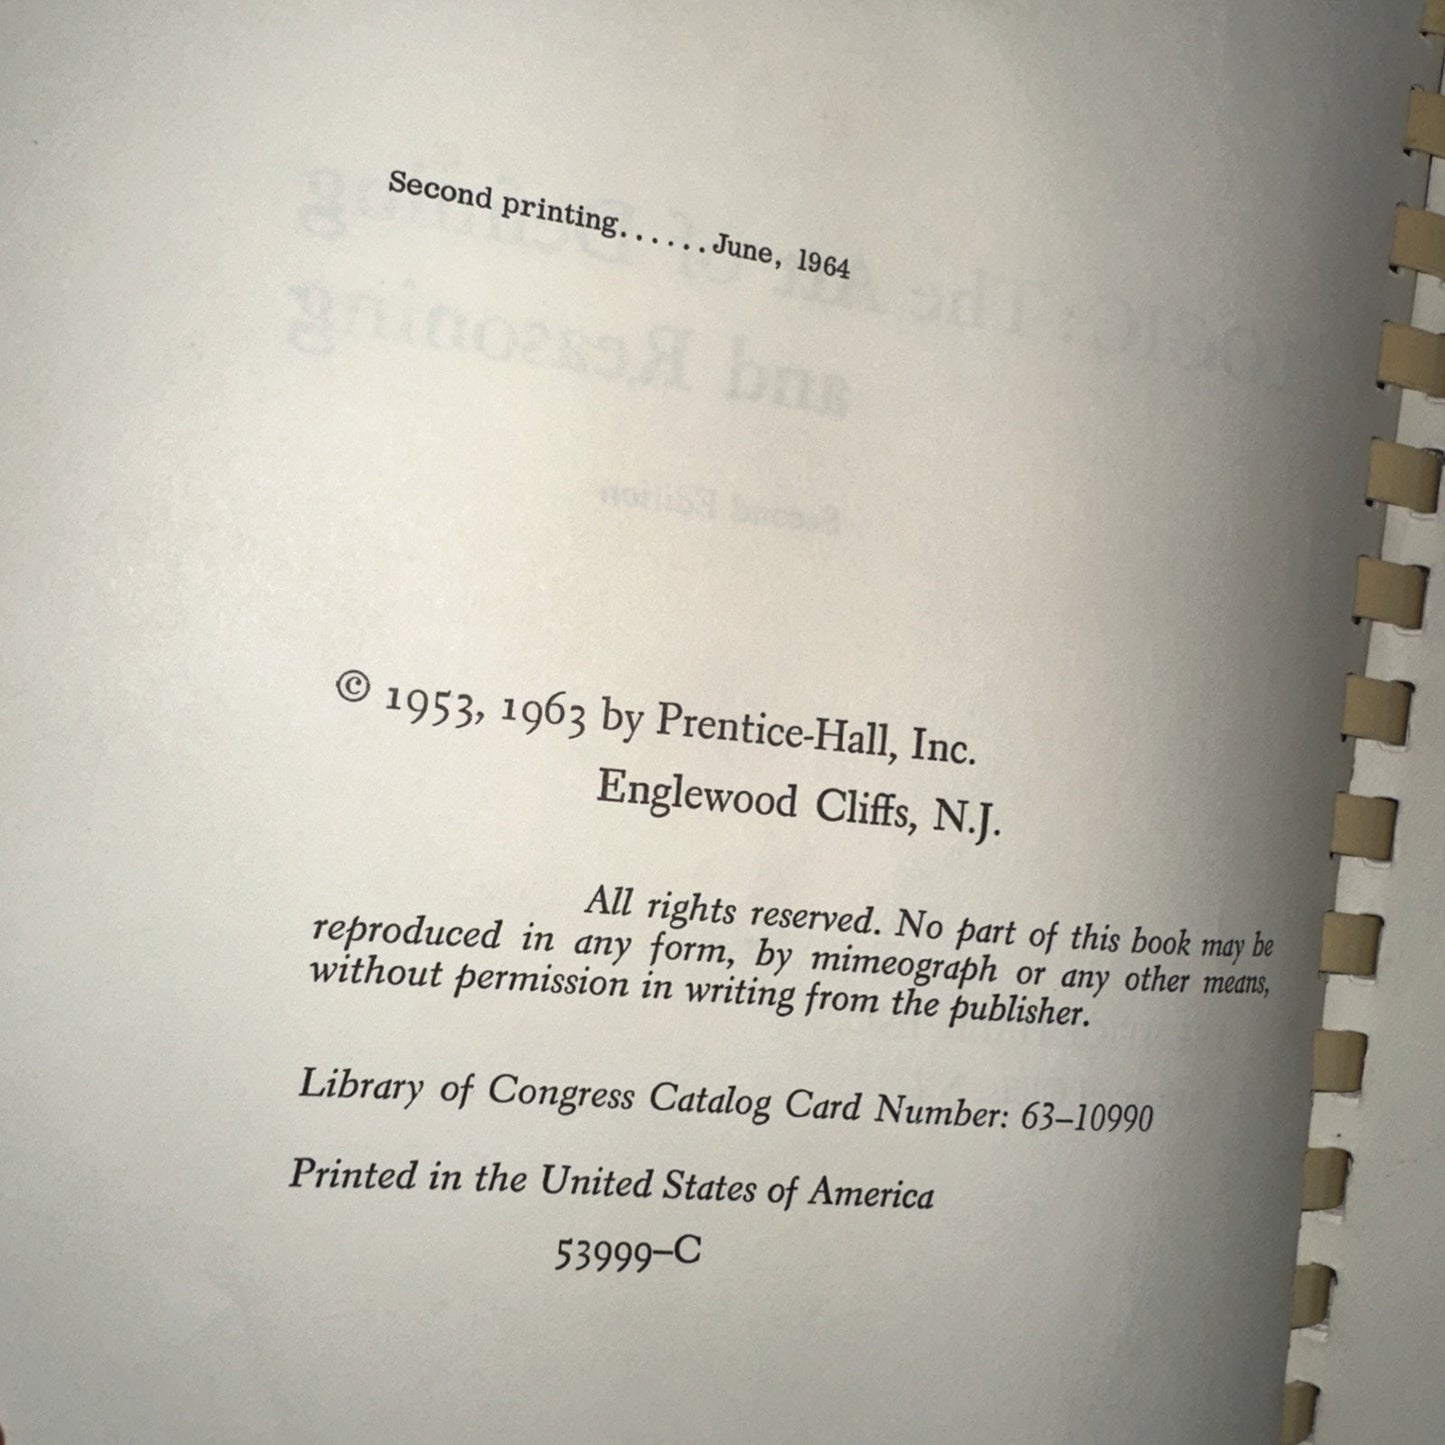 Second printing......June, 1964
© 1953, 1963 by Prentice-Hall, Inc.
Englewood Cliffs, N.J.
All rights reserved. No part of this book may be
reproduced in any form, by mimeograph or any other means,
without permission in writing from the publisher.
Library of Congress Catalog Card Number: 63–10990
Printed in the United States of America
53999–C